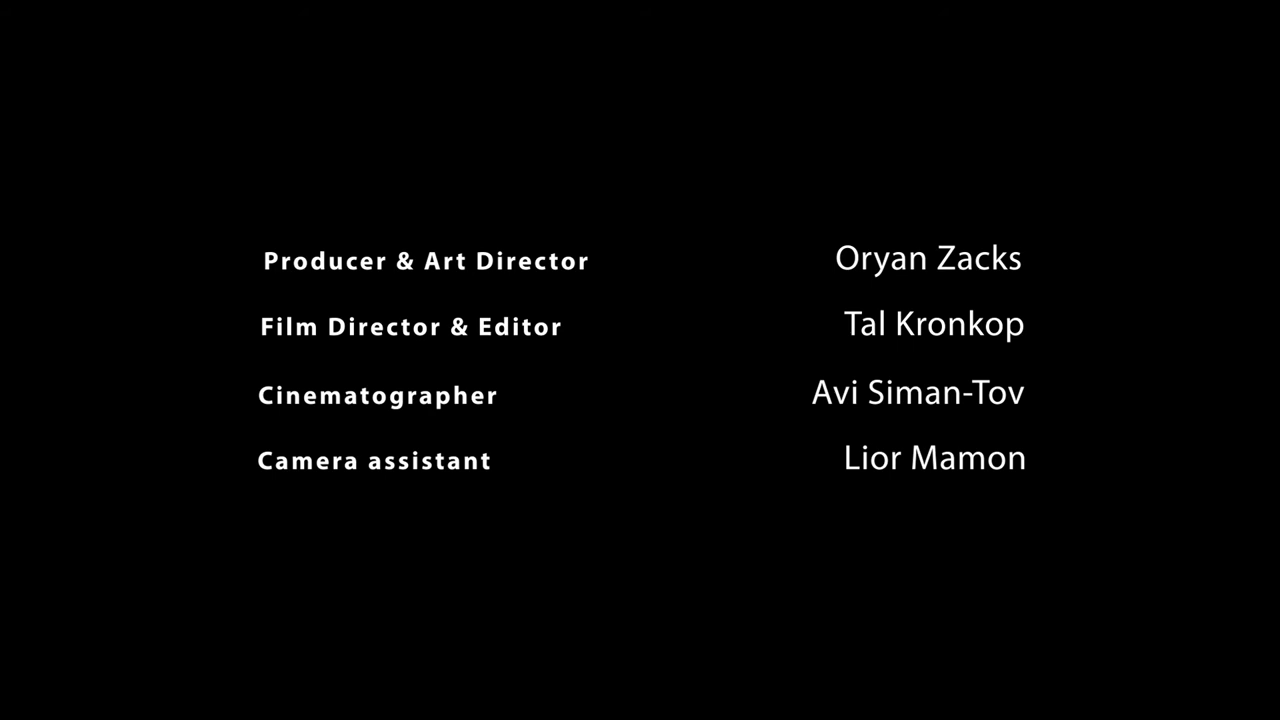 Producer & Art Director Oryan Zacks
Film Director & Editor Tal Kronkop
Cinematographer Avi Siman-Tov
Camera assistant Lior Mamon